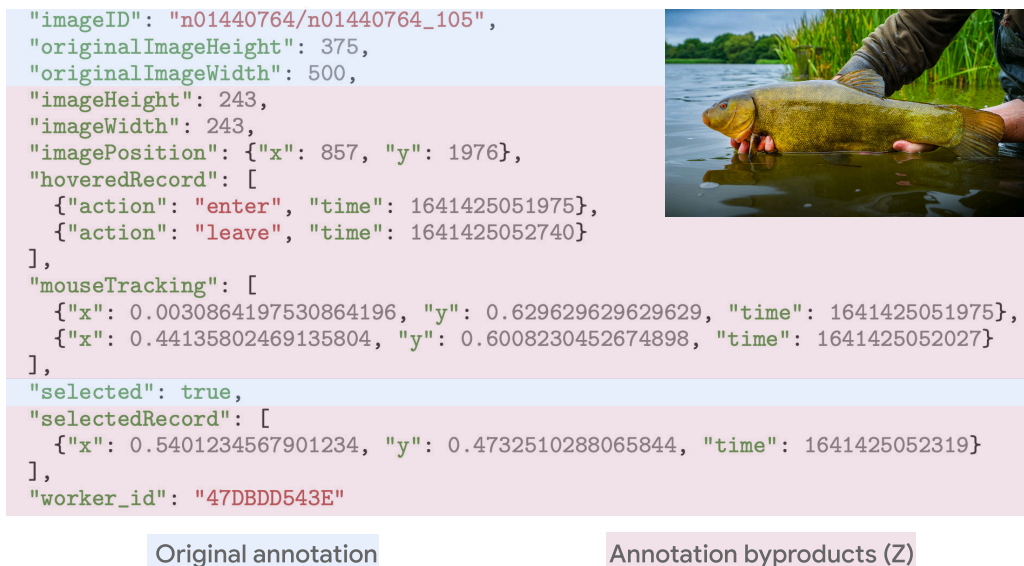 "imageID": "n01440764/n01440764_105",
"originalImageHeight": 375,
"originalImageWidth": 500,
"imageHeight": 243,
"imageWidth": 243,
"imagePosition": {"x": 857, "y": 1976},
"hoveredRecord": [
{"action": "enter", "time": 1641425051975},
{"action": "leave", "time": 1641425052740}
],
"mouseTracking": [
{"x": 0.0030864197530864196, "y": 0.629629629629629, "time": 1641425051975},
{"x": 0.44135802469135804, "y": 0.6008230452674898, "time": 1641425052027}
],
"selected": true,
"selectedRecord": [
{"x": 0.5401234567901234, "y": 0.4732510288065844, "time": 1641425052319}
],
"worker_id": "47DBDD543E"
Original annotation
Annotation byproducts (Z)